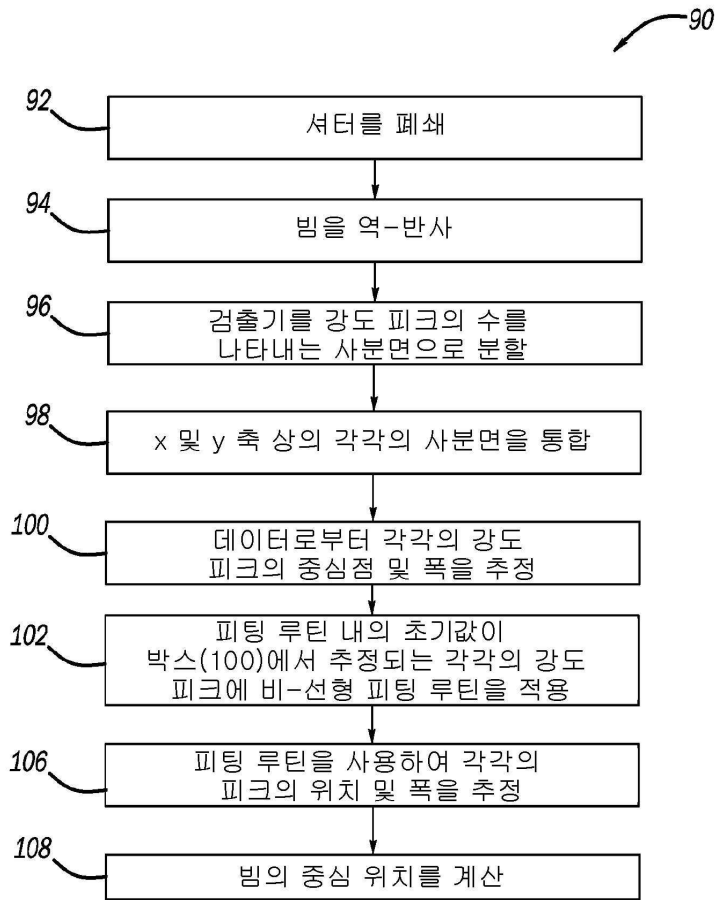 90
92
셔터를 폐쇄
94
빔을 역-반사
96
검출기를 강도 피크의 수를
나타내는 사분면으로 분할
98
x 및 y 축 상의 각각의 사분면을 통합
100
데이터로부터 각각의 강도
피크의 중심점 및 폭을 추정
102
피팅 루틴 내의 초기값이
박스(100)에서 추정되는 각각의 강도
피크에 비-선형 피팅 루틴을 적용
106
피팅 루틴을 사용하여 각각의
피크의 위치 및 폭을 추정
108
빔의 중심 위치를 계산